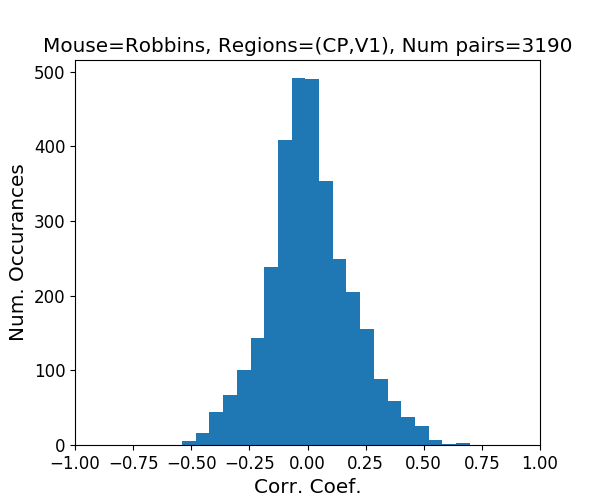 Mouse=Robbins, Regions=(CP,V1), Num pairs=3190
500
400
300
200
100
0
Num. Occurances
−1.00 −0.75 −0.50 −0.25 0.00 0.25 0.50 0.75 1.00
Corr. Coef.